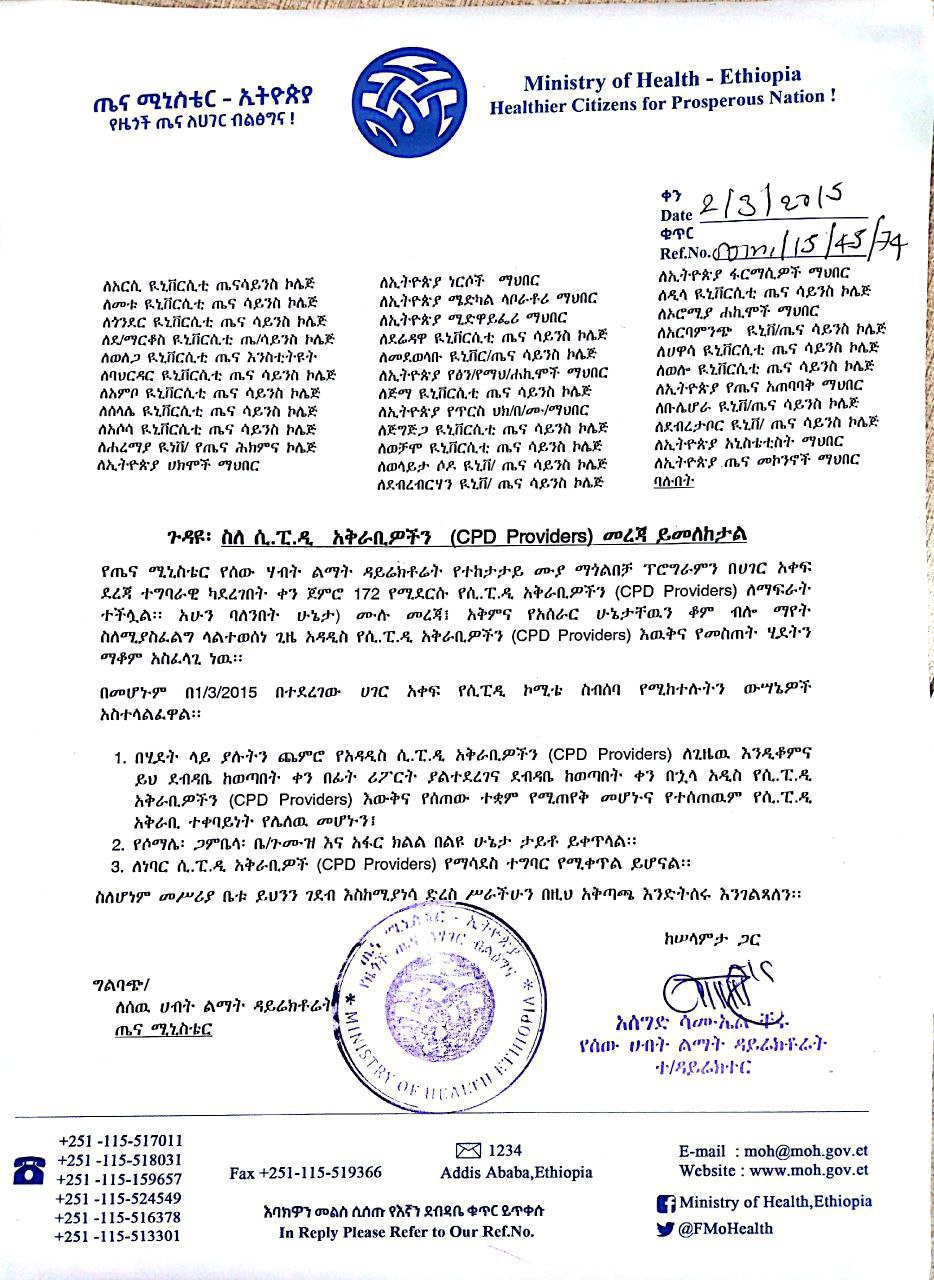 ጤና ሚኒስቴር - ኢትዮጵያ
የዜጎች ጤና ለሀገር ብልፅግና !
Ministry of Health - Ethiopia
Healthier Citizens for Prosperous Nation !
ቀን
Date 2/3/2015
ቁጥር
Ref.No. /15/45/74
ለአርሲ ዩኒቨርሲቲ ጤናሳይንስ ኮሌጅ
ለመቱ ዩኒቨርሲቲ ጤና ሳይንስ ኮሌጅ
ለጎንደር ዩኒቨርሲቲ ጤና ሳይንስ ኮሌጅ
ለደ/ማርቆስ ዩኒቨርሲቲ ጤ/ሳይንስ ኮሌጅ
ለወለጋ ዩኒቨርሲቲ ጤና እንስቲትዩት
ለባህርዳር ዩኒቨርሲቲ ጤና ሳይንስ ኮሌጅ
ለአምቦ ዩኒቨርሲቲ ጤና ሳይንስ ኮሌጅ
ለሰላሌ ዩኒቨርሲቲ ጤና ሳይንስ ኮሌጅ
ለአሶሳ ዩኒቨርሲቲ ጤና ሳይንስ ኮሌጅ
ለሐረማያ ዩኒቨ/ የጤና ሕክምና ኮሌጅ
ለኢትዮጵያ ሀኪሞች ማህበር
ለኢትዮጵያ ነርሶች ማህበር
ለኢትዮጵያ ሜድካል ላቦራቶሪ ማህበር
ለኢትዮጵያ ሚድዋይፈሪ ማህበር
ለድሬዳዋ ዩኒቨርሲቲ ጤና ሳይንስ ኮሌጅ
ለመደወላቡ ዩኒቨር/ጤና ሳይንስ ኮሌጅ
ለኢትዮጵያ የፅን/የማህ/ሐኪሞች ማህበር
ለጅማ ዩኒቨርሲቲ ጤና ሳይንስ ኮሌጅ
ለኢትዮጵያ የጥርስ ህክ/በ/ሙ/ማህበር
ለጅግጅጋ ዩኒቨርሲቲ ጤና ሳይንስ ኮሌጅ
ለዋቻሞ ዩኒቨርሲቲ ጤና ሳይንስ ኮሌጅ
ለወላይታ ሶዶ ዩኒቨ/ ጤና ሳይንስ ኮሌጅ
ለደብረብርሃን ዩኒቨ/ ጤና ሳይንስ ኮሌጅ
ለኢትዮጵያ ፋርማሲዎች ማህበር
ለዲላ ዩኒቨርሲቲ ጤና ሳይንስ ኮሌጅ
ለኦሮሚያ ሐኪሞች ማህበር
ለአርባምንጭ ዩኒቨ/ጤና ሳይንስ ኮሌጅ
ለሀዋሳ ዩኒቨርሲቲ ጤና ሳይንስ ኮሌጅ
ለወሎ ዩኒቨርሲቲ ጤና ሳይንስ ኮሌጅ
ለኢትዮጵያ የጤና አጠባበቅ ማህበር
ለቡሌሆራ ዩኒቨ/ጤና ሳይንስ ኮሌጅ
ለደብረታቦር ዩኒቨ/ ጤና ሳይንስ ኮሌጅ
ለኢትዮጵያ አኒስቴቲስት ማህበር
ለኢትዮጵያ ጤና መኮንኖች ማህበር
ባሉበት
ጉዳዩ፡ ስለ ሲ.ፒ.ዲ አቅራቢዎችን (CPD Providers) መረጃ ይመለከታል
የጤና ሚኒስቴር የሰው ሃብት ልማት ዳይሬክቶሬት የተከታታይ ሙያ ማጎልበቻ ፕሮግራምን በሀገር አቀፍ
ደረጃ ተግባራዊ ካደረገበት ቀን ጀምሮ 172 የሚደርሱ የሲ.ፒ.ዲ አቅራቢዎችን (CPD Providers) ለማፍራት
ተችሏል። አሁን ባለንበት ሁኔታ) ሙሉ መረጃ፤ አቅምና የአሰራር ሁኔታቸዉን ቆም ብሎ ማየት
ስለሚያስፈልግ ላልተወሰነ ጊዜ አዳዲስ የሲ.ፒ.ዲ አቅራቢዎችን (CPD Providers) እዉቅና የመስጠት ሂደትን
ማቆም አስፈላጊ ነዉ።
በመሆኑም በ1/3/2015 በተደረገው ሀገር አቀፍ የሲፒዲ ኮሚቴ ስብሰባ የሚከተሉትን ውሣኔዎች
አስተላልፈዋል።
1. በሂደት ላይ ያሉትን ጨምሮ የአዳዲስ ሲ.ፒ.ዲ አቅራቢዎችን (CPD Providers) ለጊዜዉ እንዲቆምና
ይህ ደብዳቤ ከወጣበት ቀን በፊት ሪፖርት ያልተደረገና ደብዳቤ ከወጣበት ቀን በኂላ አዲስ የሲ.ፒ.ዲ
አቅራቢዎችን (CPD Providers) እውቅና የሰጠው ተቋም የሚጠየቅ መሆኑና የተሰጠዉም የሲ.ፒ.ዲ
አቅራቢ ተቀባይነት የሌለዉ መሆኑን፤
2. የሶማሌ፡ ጋምቤላ፡ ቤ/ጉሙዝ እና አፋር ክልል በልዩ ሁኔታ ታይቶ ይቀጥላል።
3. ለነባር ሲ.ፒ.ዲ አቅራቢዎች (CPD Providers) የማሳደስ ተግባር የሚቀጥል ይሆናል።
ስለሆነም መሥሪያ ቤቱ ይህንን ገደብ እስከሚያነሳ ድረስ ሥራችሁን በዚህ አቅጣጫ እንድትሰሩ እንገልጻለን።
ከሠላምታ ጋር
ግልባጭ/
ለሰዉ ሀብት ልማት ዳይሬክቶሬት
ጤና ሚኒስቴር
ጤና ሚኒስቴር - ኢትዮጵያ
የዜጎች ጤና ለሃገር ብልፅግና
* MINISTRY OF HEALTH ETHIOPIA *
አሰግድ ሳሙኤል ቸሩ
የሰው ሀብት ልማት ዳይሬክቶሬት
ተ/ዳይሬክተር
+251 -115-517011
+251 -115-518031
+251 -115-159657
+251 -115-524549
+251 -115-516378
+251 -115-513301
Fax +251-115-519366
1234
Addis Ababa,Ethiopia
E-mail : moh@moh.gov.et
Website : www.moh.gov.et
Ministry of Health,Ethiopia
@FMoHealth
እባክዎን መልስ ሲሰጡ የእኛን ደብዳቤ ቁጥር ይጥቀሱ
In Reply Please Refer to Our Ref.No.